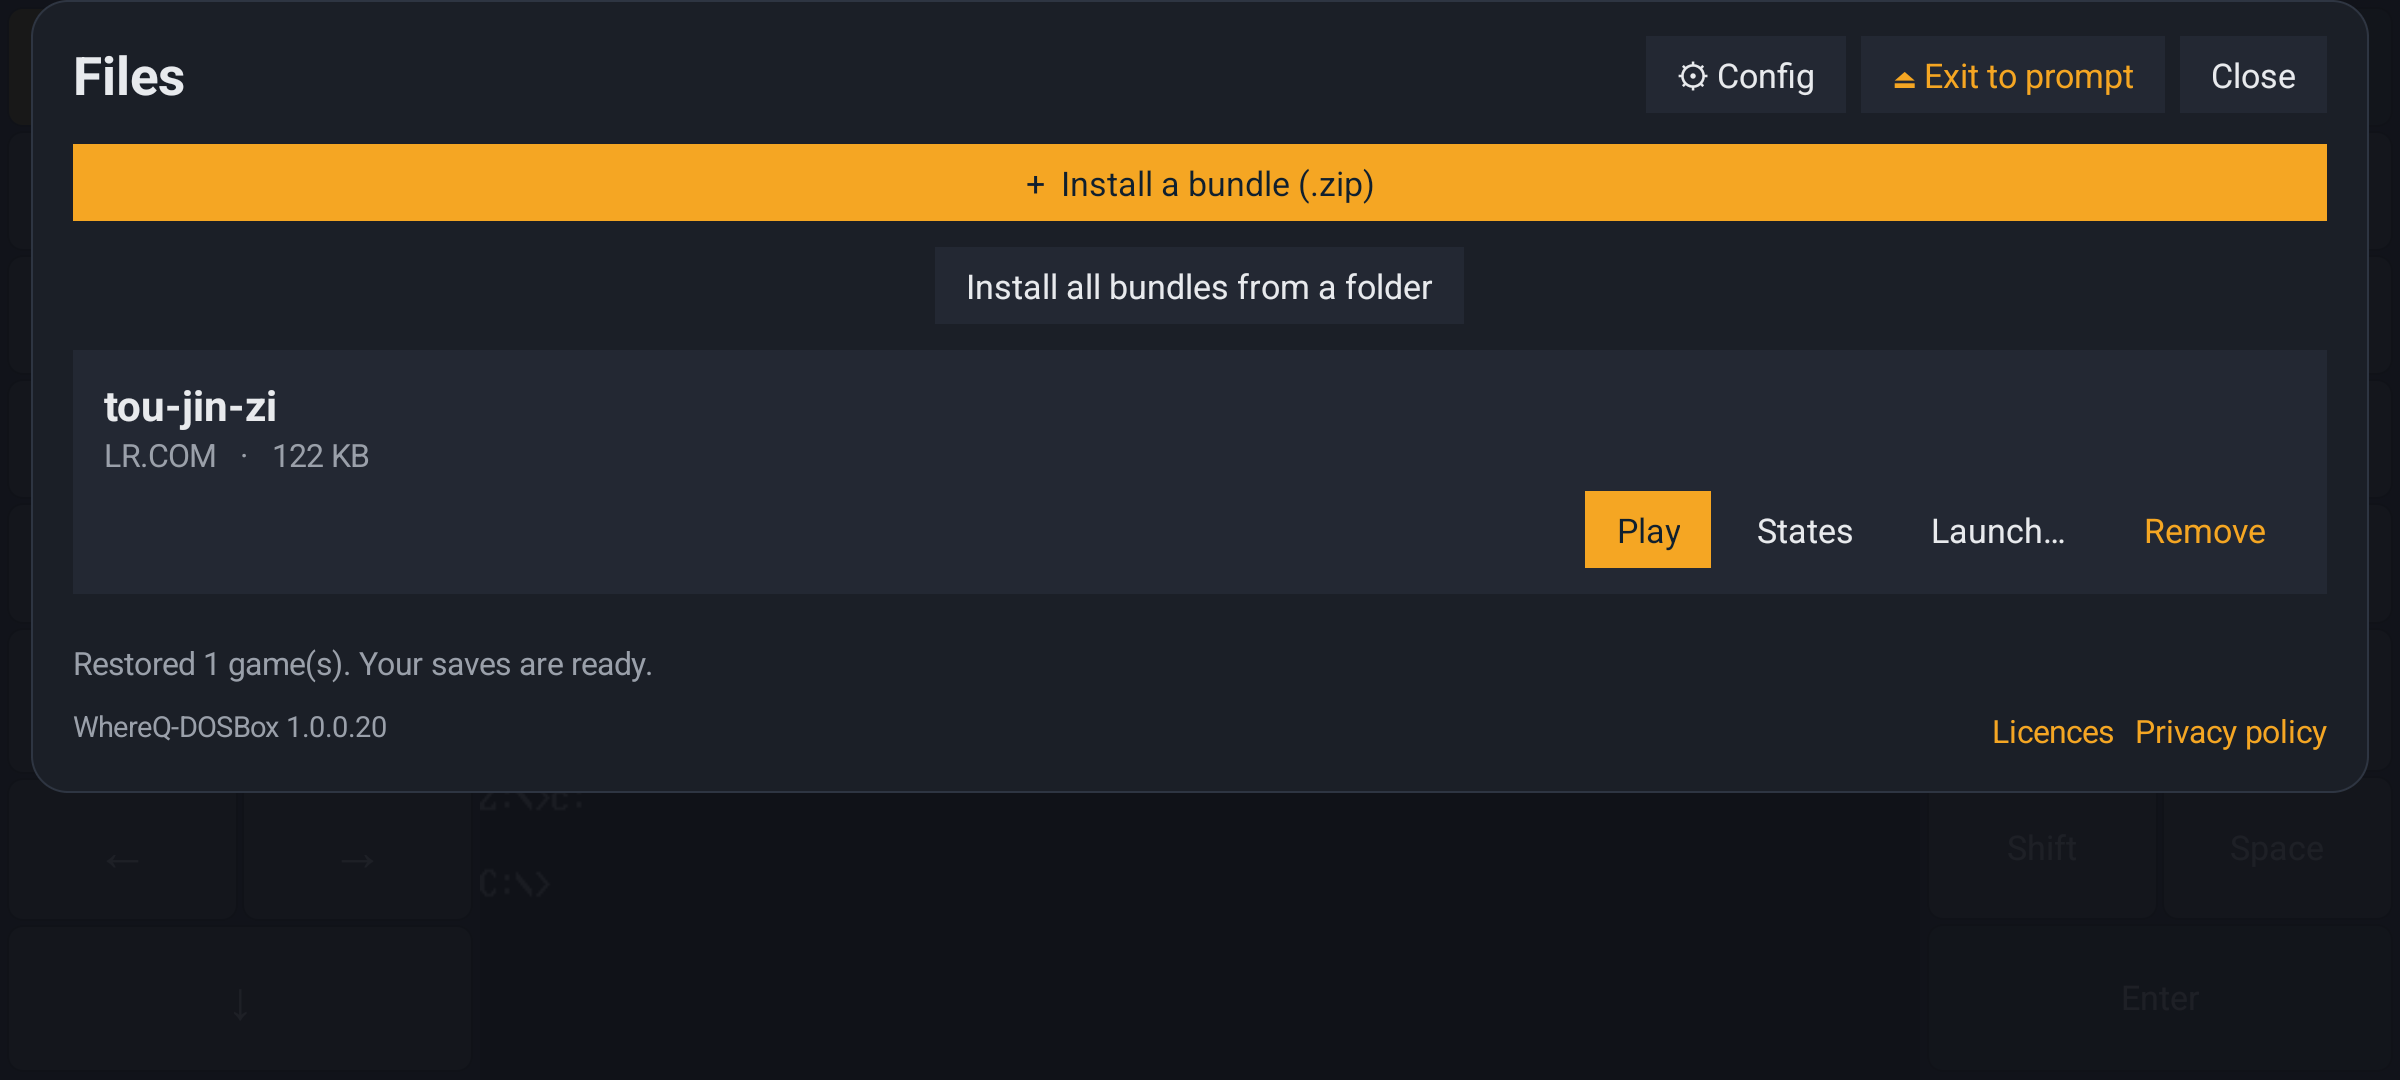 Files
⚙ Config
⏏ Exit to prompt
Close
+ Install a bundle (.zip)
Install all bundles from a folder
tou-jin-zi
LR.COM · 122 KB
Play
States
Launch...
Remove
Restored 1 game(s). Your saves are ready.
WhereQ-DOSBox 1.0.0.20
Licences
Privacy policy
Z:\>c:
← →
Shift
Space
C:\>
↓
Enter